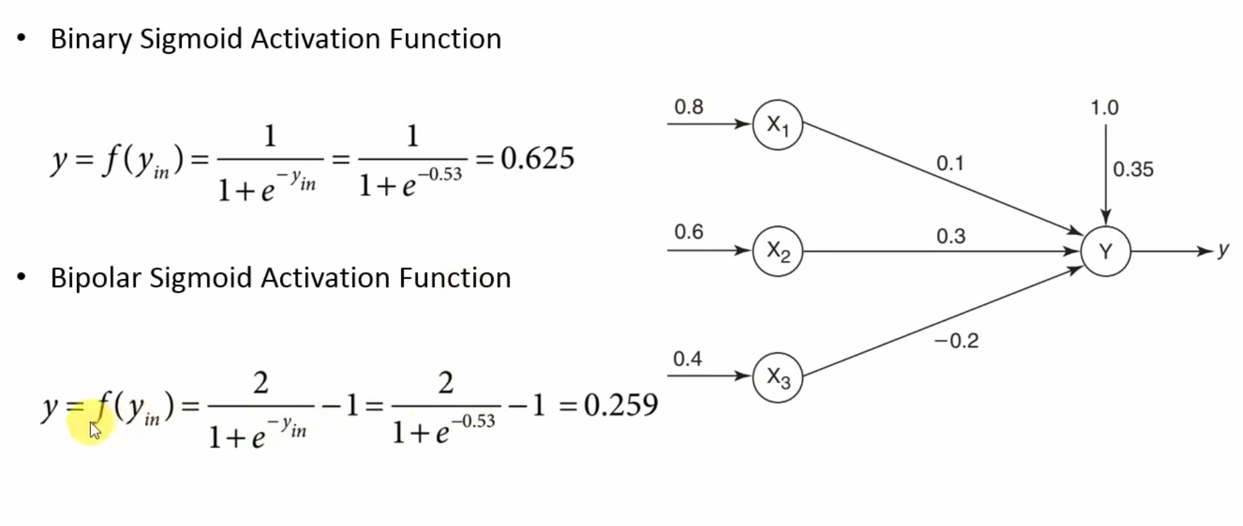 • Binary Sigmoid Activation Function
y = f(y_in) = 1 / (1 + e^(−y_in)) = 1 / (1 + e^(−0.53)) = 0.625
• Bipolar Sigmoid Activation Function
y = f(y_in) = 2 / (1 + e^(−y_in)) − 1 = 2 / (1 + e^(−0.53)) − 1 = 0.259
0.8
X₁
0.1
1.0
0.35
0.6
X₂
0.3
Y
y
0.4
X₃
−0.2